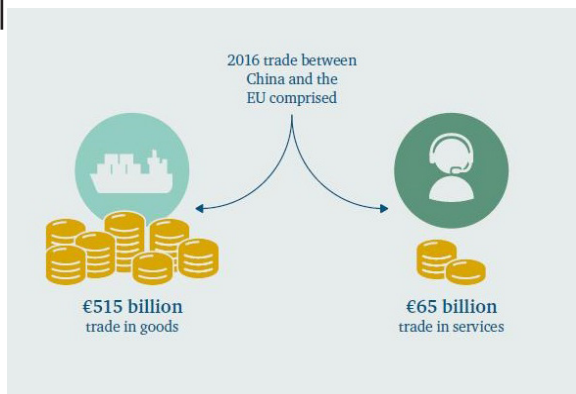 2016 trade between
China and the
EU comprised
€515 billion
trade in goods
€65 billion
trade in services